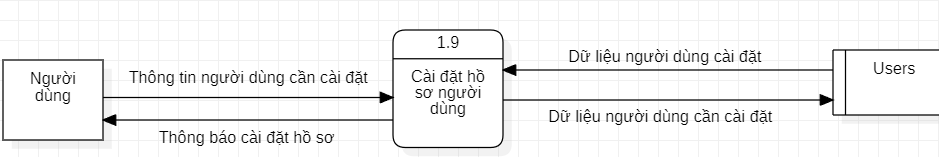 Người
dùng
Thông tin người dùng cần cài đặt
Thông báo cài đặt hồ sơ
1.9
Cài đặt hồ
sơ người
dùng
Dữ liệu người dùng cài đặt
Dữ liệu người dùng cần cài đặt
Users